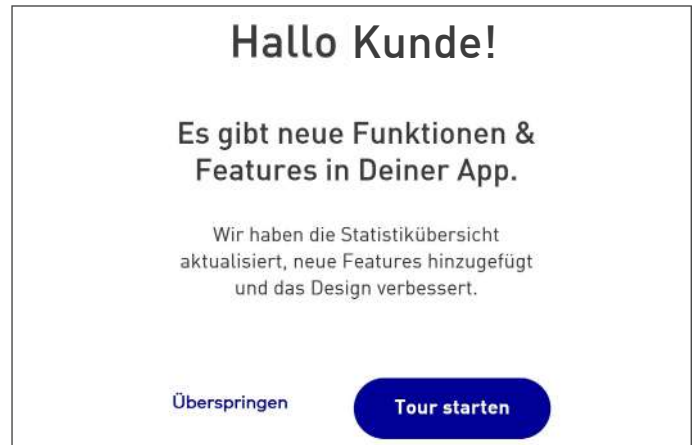 Hallo Kunde!
Es gibt neue Funktionen &
Features in Deiner App.
Wir haben die Statistikübersicht
aktualisiert, neue Features hinzugefügt
und das Design verbessert.
Überspringen
Tour starten